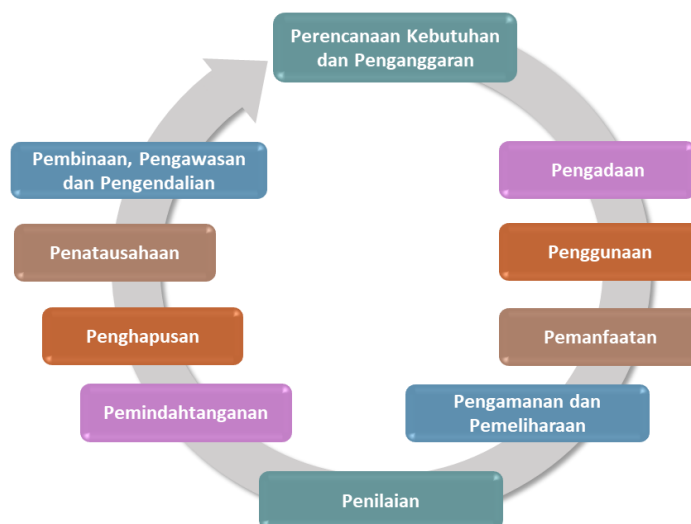 Perencanaan Kebutuhan
dan Penganggaran
Pengadaan
Penggunaan
Pemanfaatan
Pengamanan dan
Pemeliharaan
Penilaian
Pemindahtanganan
Penghapusan
Penatausahaan
Pembinaan, Pengawasan
dan Pengendalian